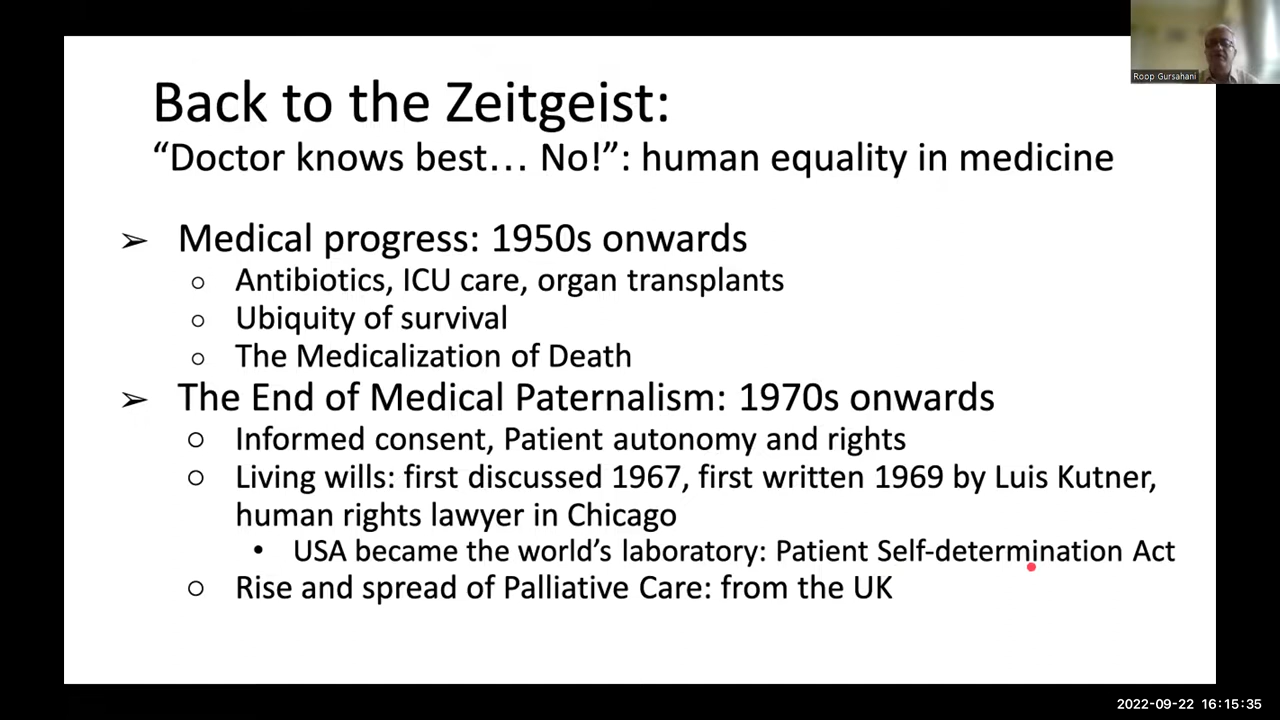 Roop Gursahani
Back to the Zeitgeist:
“Doctor knows best… No!”: human equality in medicine
➢ Medical progress: 1950s onwards
○ Antibiotics, ICU care, organ transplants
○ Ubiquity of survival
○ The Medicalization of Death
➢ The End of Medical Paternalism: 1970s onwards
○ Informed consent, Patient autonomy and rights
○ Living wills: first discussed 1967, first written 1969 by Luis Kutner,
human rights lawyer in Chicago
• USA became the world’s laboratory: Patient Self-determination Act
○ Rise and spread of Palliative Care: from the UK
2022-09-22 16:15:35